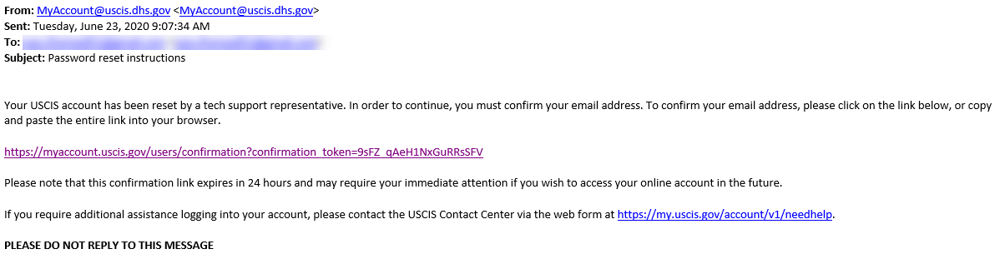 From: MyAccount@uscis.dhs.gov <MyAccount@uscis.dhs.gov>
Sent: Tuesday, June 23, 2020 9:07:34 AM
To:
Subject: Password reset instructions
Your USCIS account has been reset by a tech support representative. In order to continue, you must confirm your email address. To confirm your email address, please click on the link below, or copy
and paste the entire link into your browser.
https://myaccount.uscis.gov/users/confirmation?confirmation_token=9sFZ_qAeH1NxGuRRsSFV
Please note that this confirmation link expires in 24 hours and may require your immediate attention if you wish to access your online account in the future.
If you require additional assistance logging into your account, please contact the USCIS Contact Center via the web form at https://my.uscis.gov/account/v1/needhelp.
PLEASE DO NOT REPLY TO THIS MESSAGE